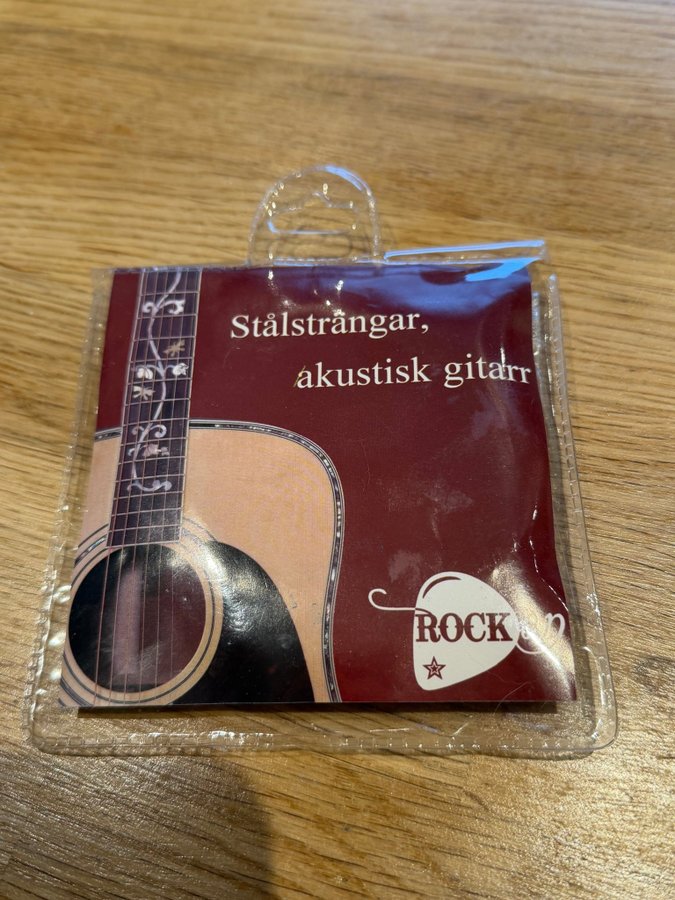 Stålsträngar,
akustisk gitarr
ROCK